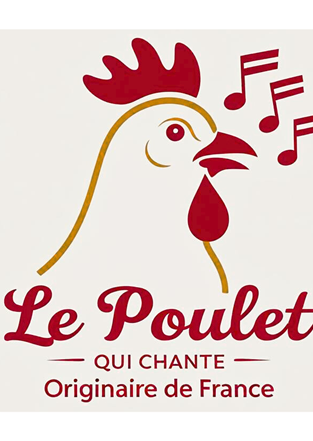 Le Poulet
QUI CHANTE
Originaire de France